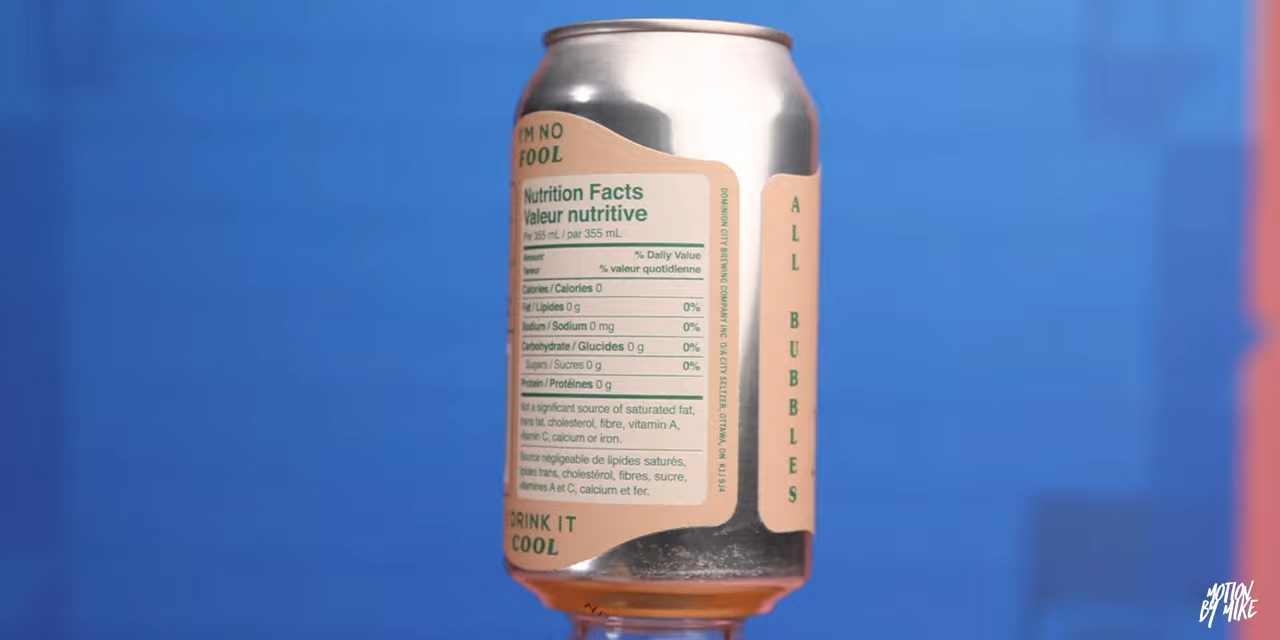 I'M NO
FOOL
Nutrition Facts
Valeur nutritive
Per 355 mL / par 355 mL
Amount % Daily Value
Teneur % valeur quotidienne
Calories / Calories 0
Fat / Lipides 0 g 0%
Sodium / Sodium 0 mg 0%
Carbohydrate / Glucides 0 g 0%
Sugars / Sucres 0 g 0%
Protein / Protéines 0 g
Not a significant source of saturated fat,
trans fat, cholesterol, fibre, vitamin A,
vitamin C, calcium or iron.
Source négligeable de lipides saturés,
lipides trans, cholestérol, fibres, sucre,
vitamines A et C, calcium et fer.
DRINK IT
COOL
DOMINION CITY BREWING COMPANY INC. O/A CITY SELTZER, OTTAWA, ON K1J 9J4
ALL BUBBLES
MOTION
BY MIKE